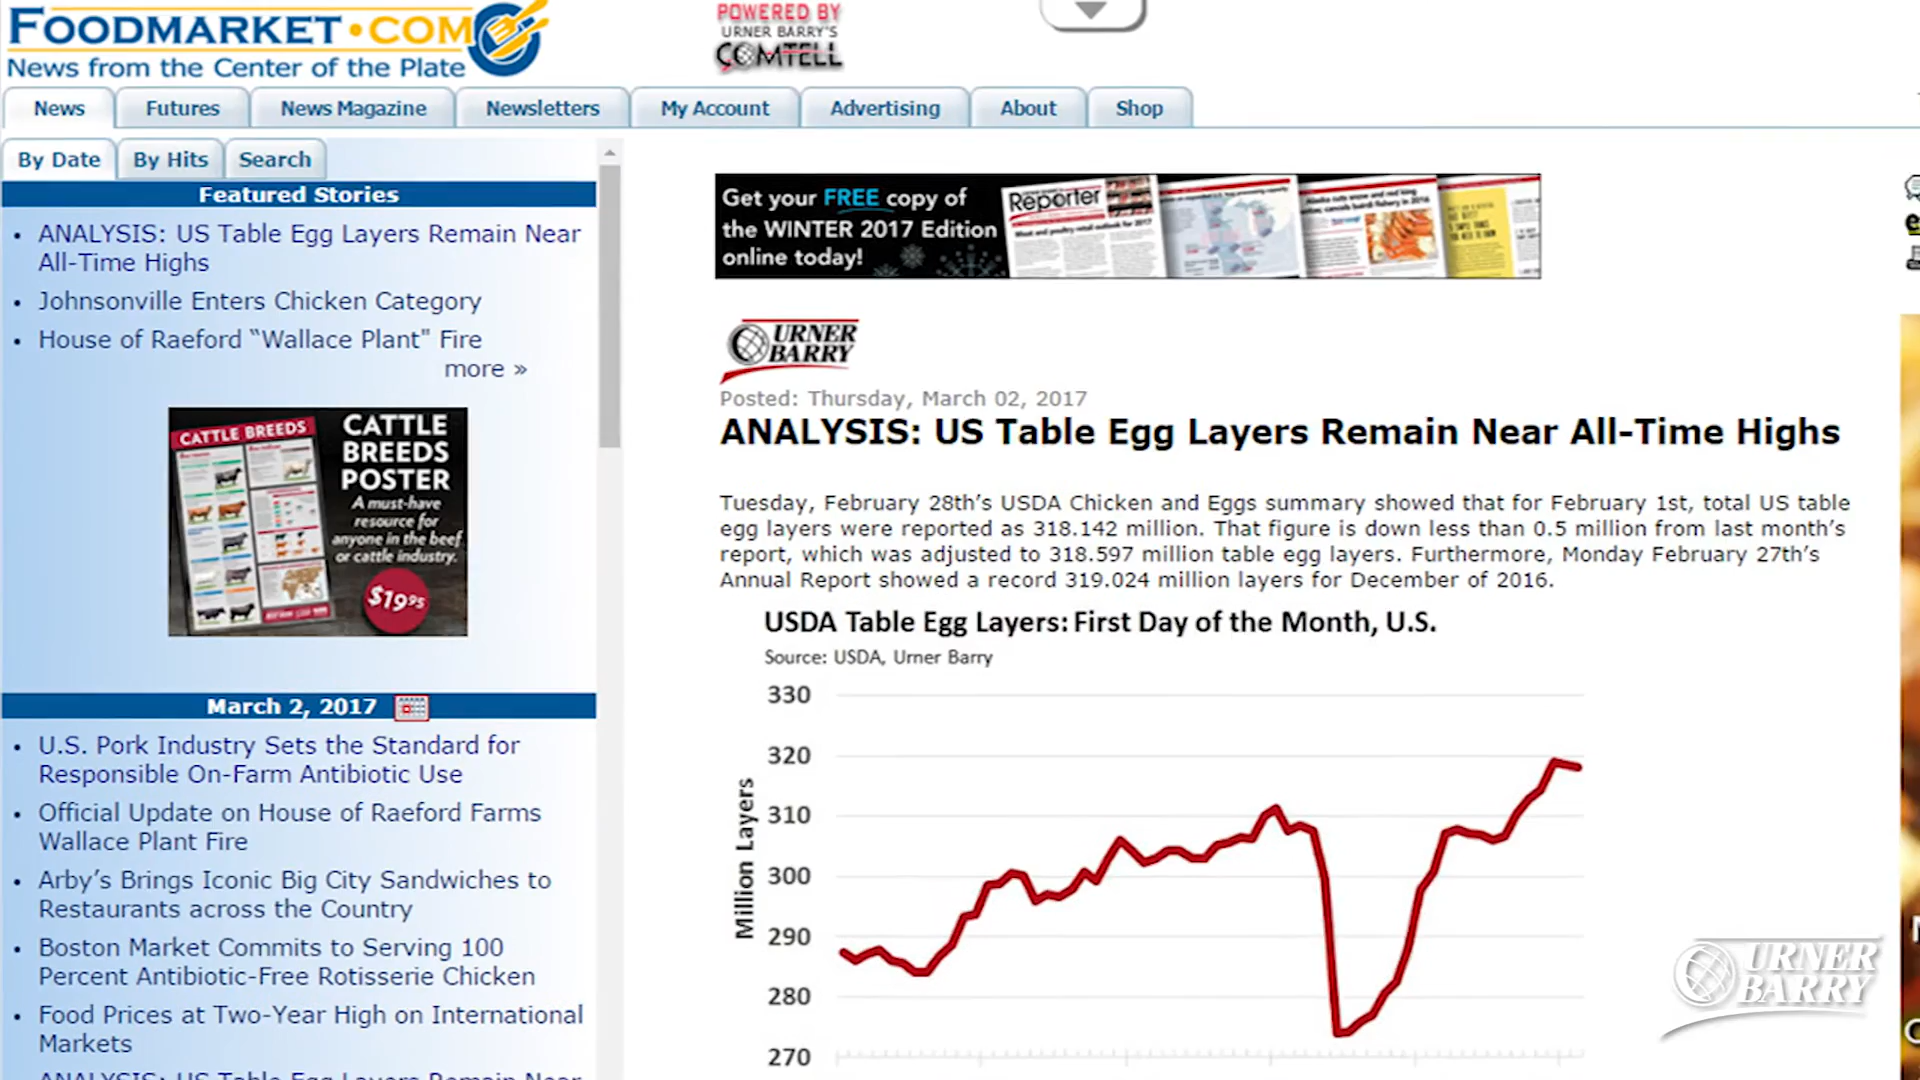 FOODMARKET•COM
News from the Center of the Plate
POWERED BY
URNER BARRY'S
COMTELL
News
Futures
News Magazine
Newsletters
My Account
Advertising
About
Shop
By Date
By Hits
Search
Featured Stories
• ANALYSIS: US Table Egg Layers Remain Near
All-Time Highs
• Johnsonville Enters Chicken Category
• House of Raeford “Wallace Plant" Fire
more »
CATTLE BREEDS
CATTLE
BREEDS
POSTER
A must-have
resource for
anyone in the beef
or cattle industry.
$19⁹⁵
March 2, 2017
• U.S. Pork Industry Sets the Standard for
Responsible On-Farm Antibiotic Use
• Official Update on House of Raeford Farms
Wallace Plant Fire
• Arby’s Brings Iconic Big City Sandwiches to
Restaurants across the Country
• Boston Market Commits to Serving 100
Percent Antibiotic-Free Rotisserie Chicken
• Food Prices at Two-Year High on International
Markets
ANALYSIS: US Table Egg Layers Remain Near
Get your FREE copy of
the WINTER 2017 Edition
online today!
Reporter
URNER
BARRY
Posted: Thursday, March 02, 2017
ANALYSIS: US Table Egg Layers Remain Near All-Time Highs
Tuesday, February 28th’s USDA Chicken and Eggs summary showed that for February 1st, total US table
egg layers were reported as 318.142 million. That figure is down less than 0.5 million from last month’s
report, which was adjusted to 318.597 million table egg layers. Furthermore, Monday February 27th’s
Annual Report showed a record 319.024 million layers for December of 2016.
USDA Table Egg Layers: First Day of the Month, U.S.
Source: USDA, Urner Barry
Million Layers
330
320
310
300
290
280
270
URNER
BARRY